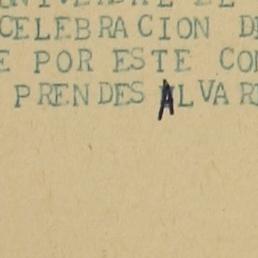 CELEBRACION D
E POR ESTE CO
PRENDES ALVAR